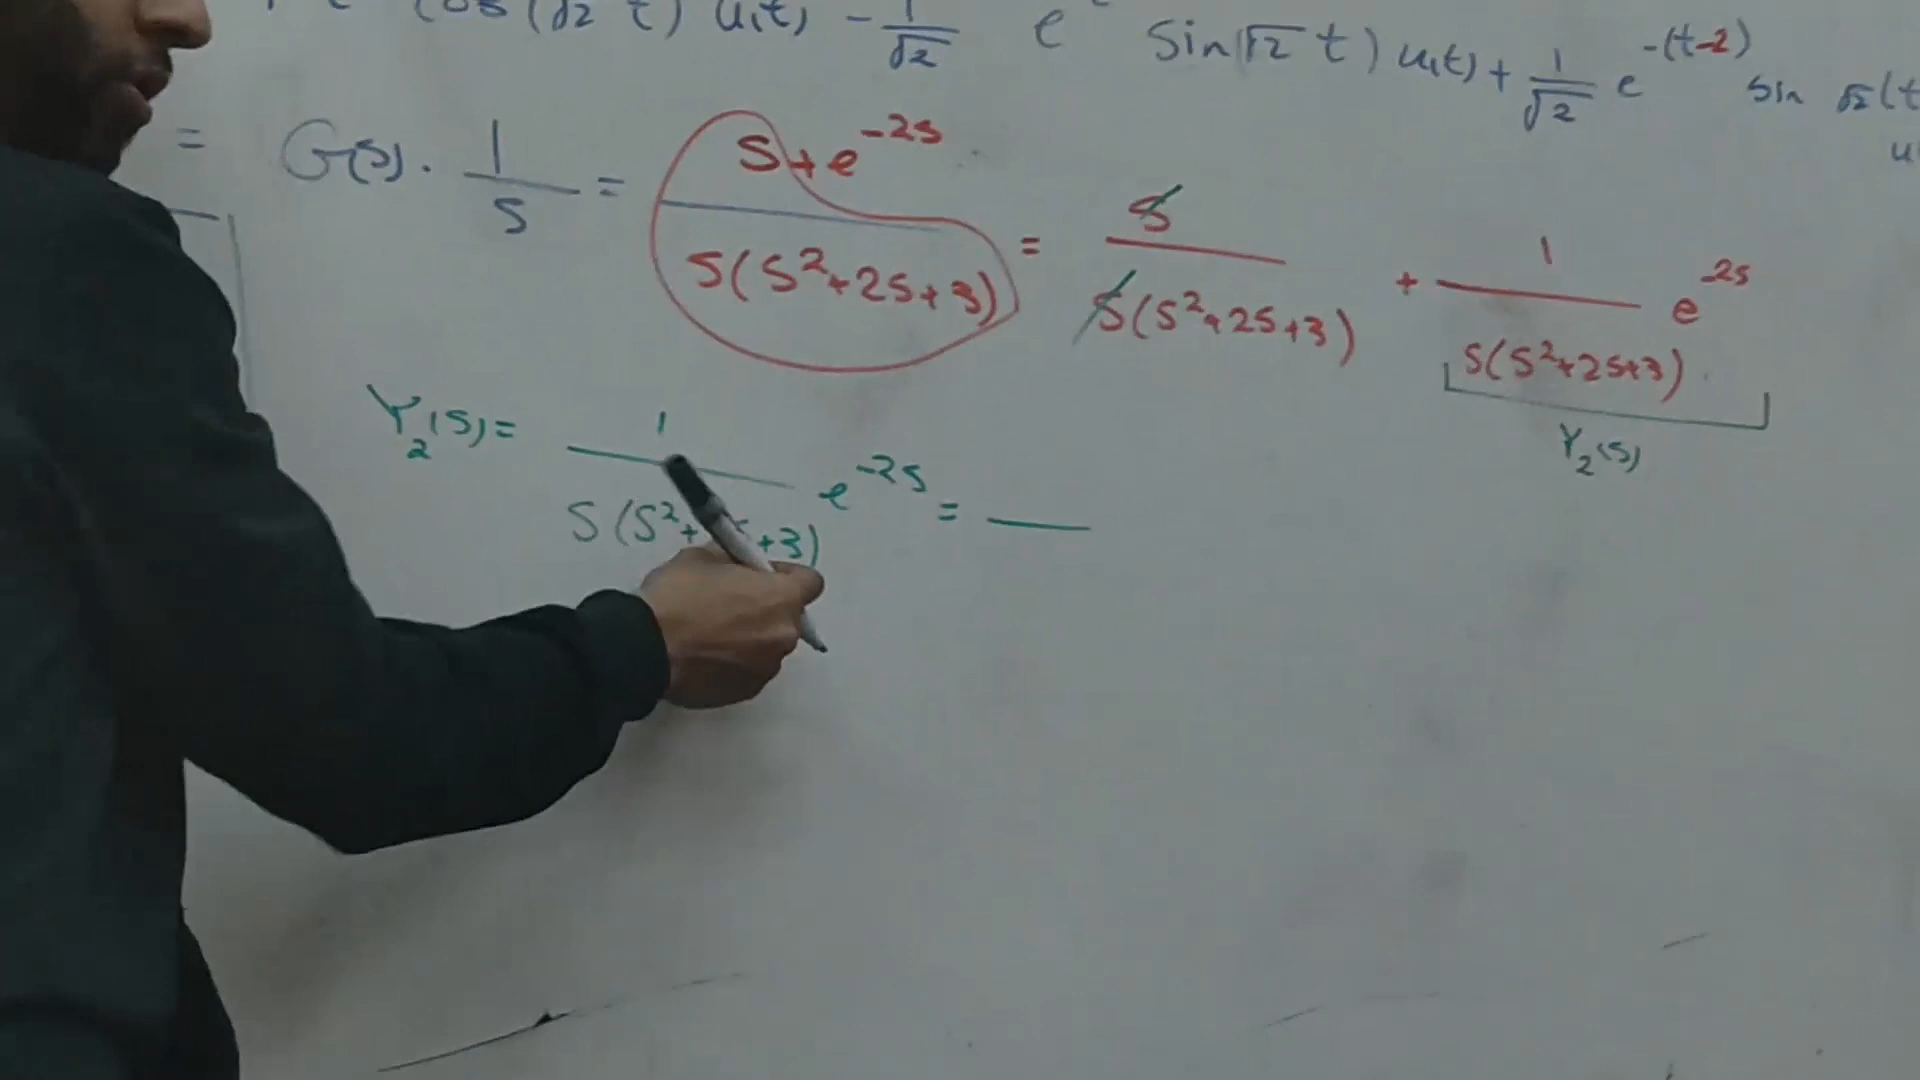 cos(√2 t) u(t) - 1/√2 e sin(√2 t) u(t) + 1/√2 e^-(t-2) sin √2(t
= G(s) . 1/s = s+e^-2s / s(s²+2s+3) = s / s(s²+2s+3) + 1 / s(s²+2s+3) e^-2s
Y₂(s)
Y₂(s) = 1 / s(s²+ +3) e^-2s =